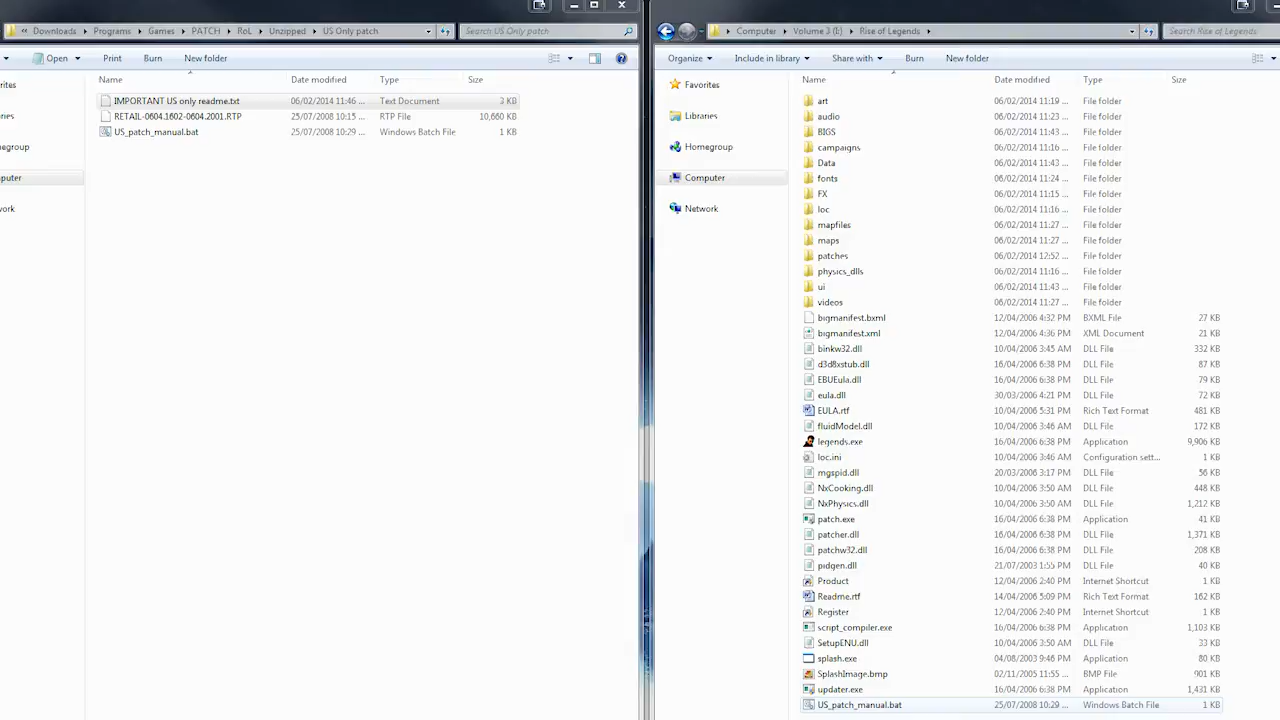 Downloads Programs Games PATCH RoL Unzipped US Only patch
Search US Only patch
Open Print Burn New folder
Name Date modified Type Size
IMPORTANT US only readme.txt 06/02/2014 11:46 ... Text Document 3 KB
RETAIL-0604.1602-0604.2001.RTP 25/07/2008 10:15 ... RTP File 10,660 KB
US_patch_manual.bat 25/07/2008 10:29 ... Windows Batch File 1 KB
rites
ries
egroup
puter
ork
Computer Volume 3 (I:) Rise of Legends
Search Rise of Legends
Organize Include in library Share with Burn New folder
Favorites
Libraries
Homegroup
Computer
Network
Name Date modified Type Size
art 06/02/2014 11:19 ... File folder
audio 06/02/2014 11:23 ... File folder
BIGS 06/02/2014 11:43 ... File folder
campaigns 06/02/2014 11:27 ... File folder
Data 06/02/2014 11:43 ... File folder
fonts 06/02/2014 11:24 ... File folder
FX 06/02/2014 11:15 ... File folder
loc 06/02/2014 11:16 ... File folder
mapfiles 06/02/2014 11:27 ... File folder
maps 06/02/2014 11:27 ... File folder
patches 06/02/2014 12:52 ... File folder
physics_dlls 06/02/2014 11:16 ... File folder
ui 06/02/2014 11:43 ... File folder
videos 06/02/2014 11:27 ... File folder
bigmanifest.bxml 12/04/2006 4:32 PM BXML File 27 KB
bigmanifest.xml 12/04/2006 4:36 PM XML Document 21 KB
binkw32.dll 10/04/2006 3:45 AM DLL File 332 KB
d3d8xstub.dll 16/04/2006 6:38 PM DLL File 87 KB
EBUEula.dll 16/04/2006 6:38 PM DLL File 79 KB
eula.dll 30/03/2006 4:21 PM DLL File 72 KB
EULA.rtf 10/04/2006 5:31 PM Rich Text Format 481 KB
fluidModel.dll 10/04/2006 3:46 AM DLL File 172 KB
legends.exe 16/04/2006 6:38 PM Application 9,906 KB
loc.ini 10/04/2006 3:46 AM Configuration sett... 1 KB
mgspid.dll 20/03/2006 3:17 PM DLL File 56 KB
NxCooking.dll 10/04/2006 3:50 AM DLL File 448 KB
NxPhysics.dll 10/04/2006 3:50 AM DLL File 1,212 KB
patch.exe 16/04/2006 6:38 PM Application 41 KB
patcher.dll 16/04/2006 6:38 PM DLL File 1,371 KB
patchw32.dll 16/04/2006 6:38 PM DLL File 208 KB
pidgen.dll 21/07/2003 1:55 PM DLL File 40 KB
Product 12/04/2006 2:40 PM Internet Shortcut 1 KB
Readme.rtf 14/04/2006 5:09 PM Rich Text Format 162 KB
Register 12/04/2006 2:40 PM Internet Shortcut 1 KB
script_compiler.exe 16/04/2006 6:38 PM Application 1,103 KB
SetupENU.dll 10/04/2006 3:50 AM DLL File 33 KB
splash.exe 04/08/2003 9:46 PM Application 80 KB
SplashImage.bmp 02/11/2005 11:55 ... BMP File 901 KB
updater.exe 16/04/2006 6:38 PM Application 1,431 KB
US_patch_manual.bat 25/07/2008 10:29 ... Windows Batch File 1 KB